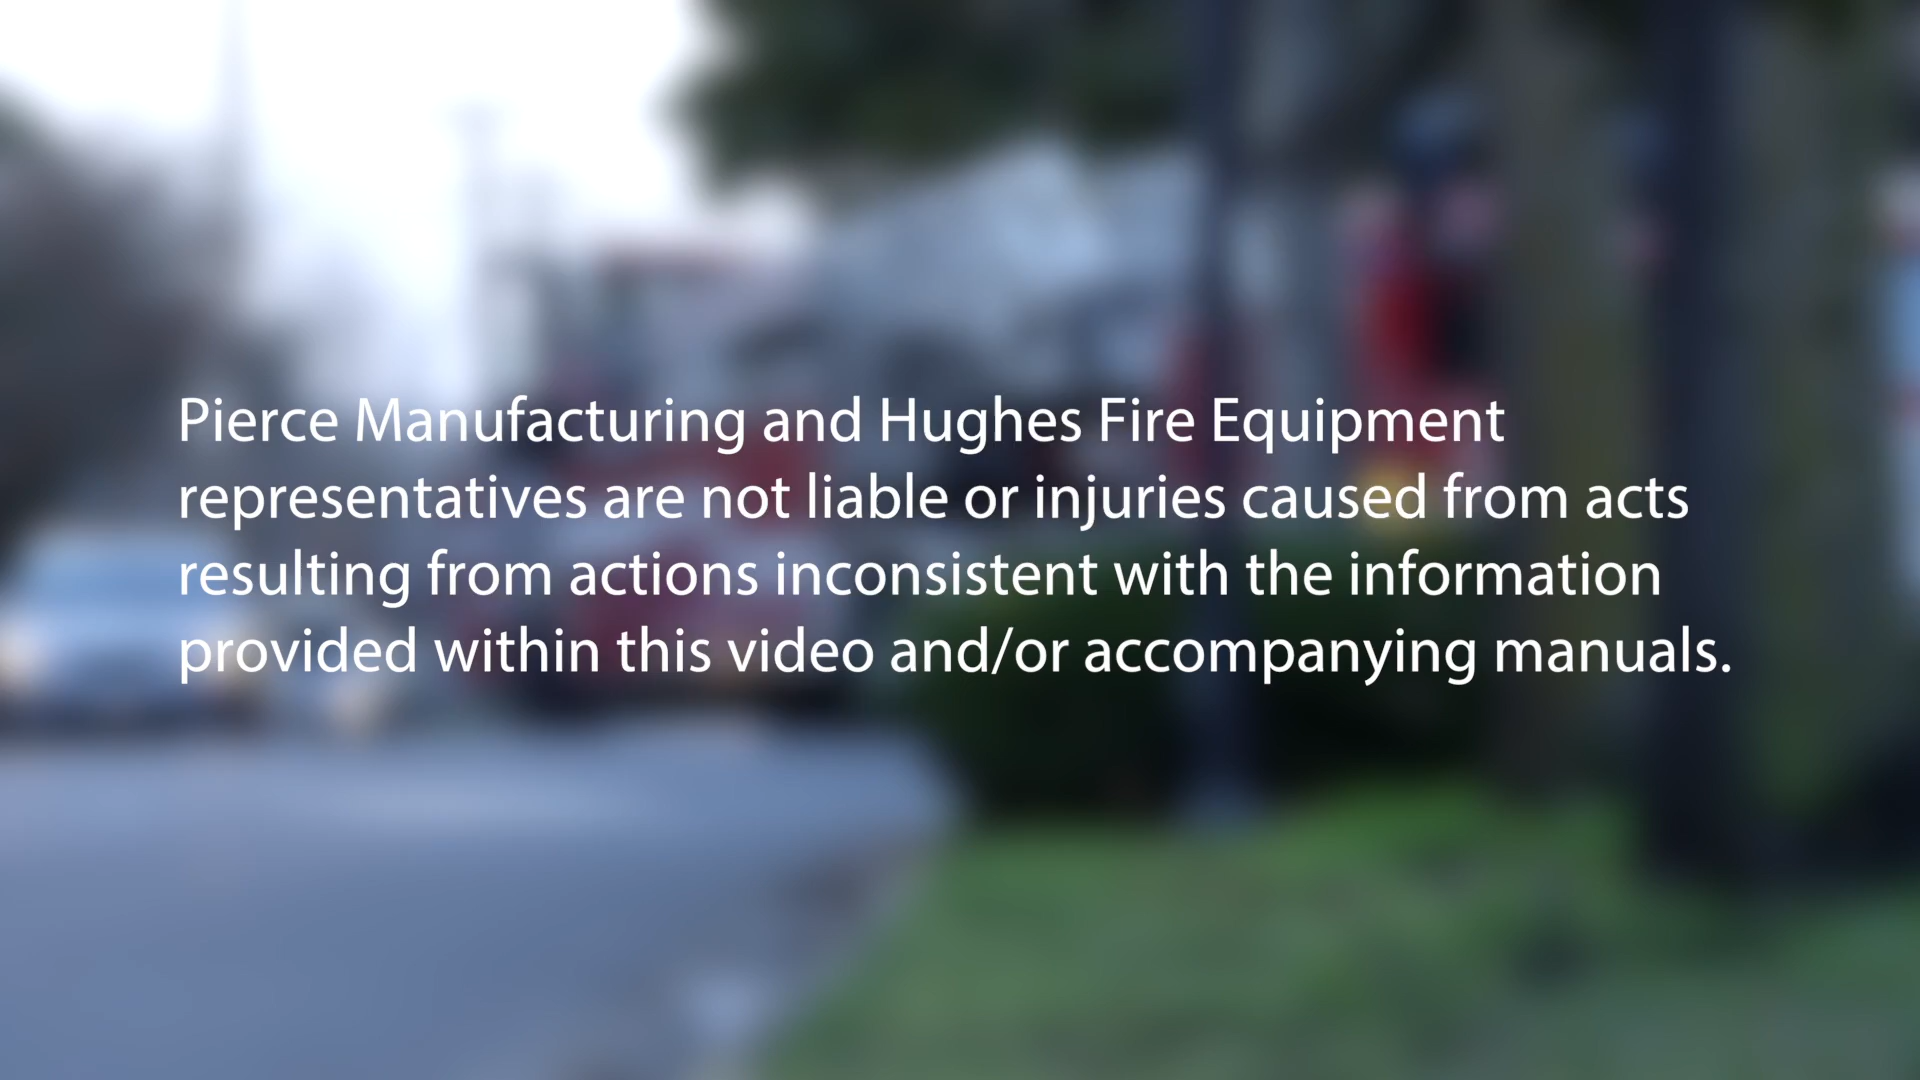 Pierce Manufacturing and Hughes Fire Equipment
representatives are not liable or injuries caused from acts
resulting from actions inconsistent with the information
provided within this video and/or accompanying manuals.